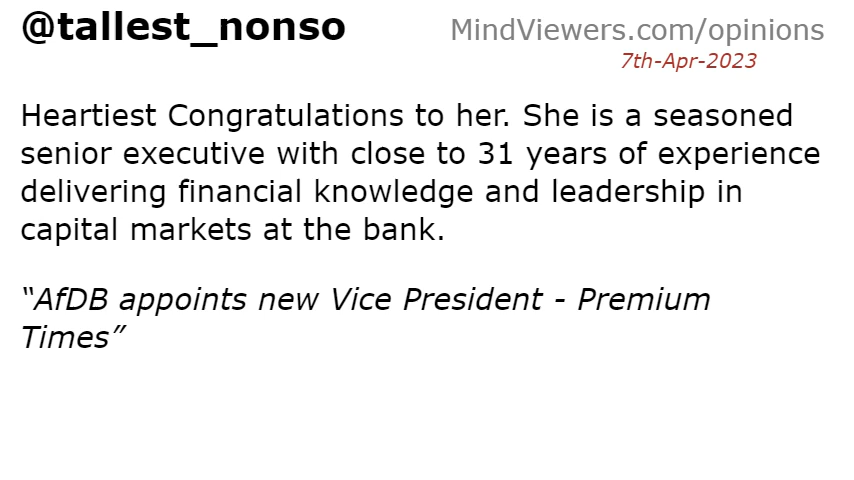 @tallest_nonso
MindViewers.com/opinions
7th-Apr-2023
Heartiest Congratulations to her. She is a seasoned
senior executive with close to 31 years of experience
delivering financial knowledge and leadership in
capital markets at the bank.
“AfDB appoints new Vice President - Premium
Times”